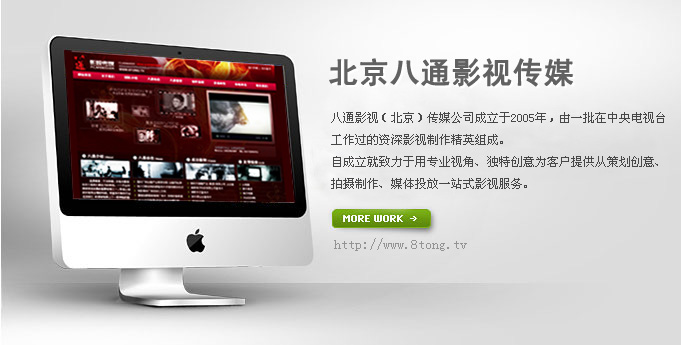 北京八通影视传媒
八通影视（北京）传媒公司成立于2005年，由一批在中央电视台
工作过的资深影视制作精英组成。
自成立就致力于用专业视角、独特创意为客户提供从策划创意、
拍摄制作、媒体投放一站式影视服务。
MORE WORK →
http://www.8tong.tv